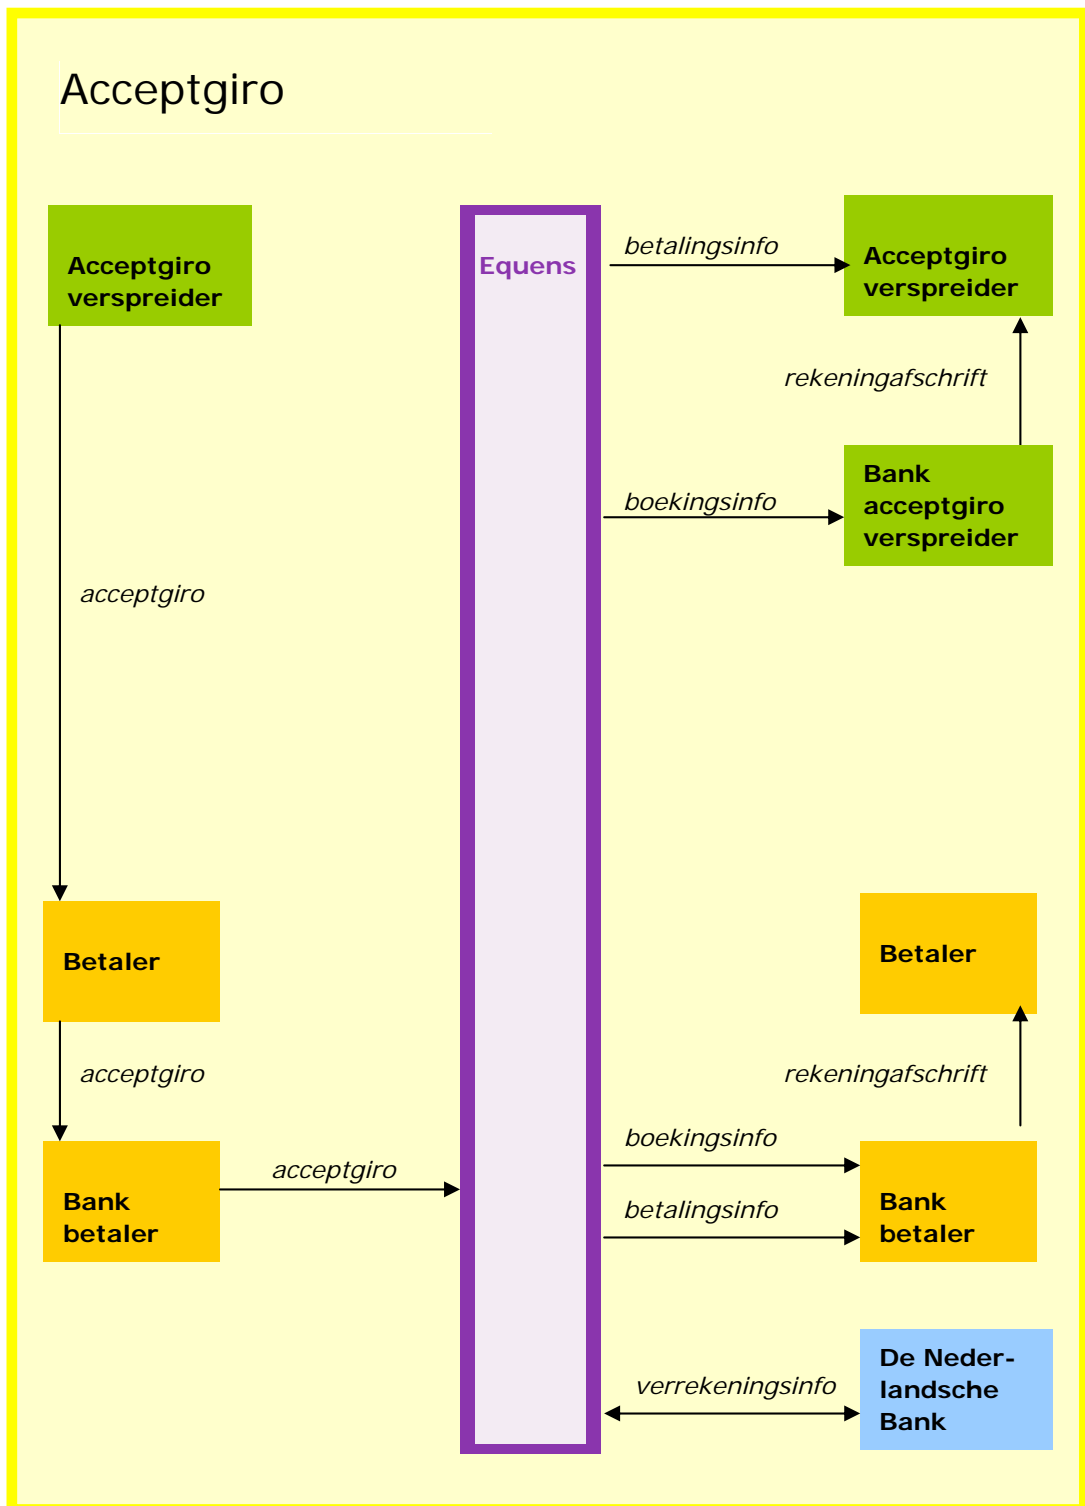 Acceptgiro
Acceptgiro
verspreider
Equens
betalingsinfo
Acceptgiro
verspreider
rekeningafschrift
boekingsinfo
Bank
acceptgiro
verspreider
acceptgiro
Betaler
Betaler
acceptgiro
rekeningafschrift
Bank
betaler
acceptgiro
boekingsinfo
betalingsinfo
Bank
betaler
verrekeningsinfo
De Neder-
landsche
Bank